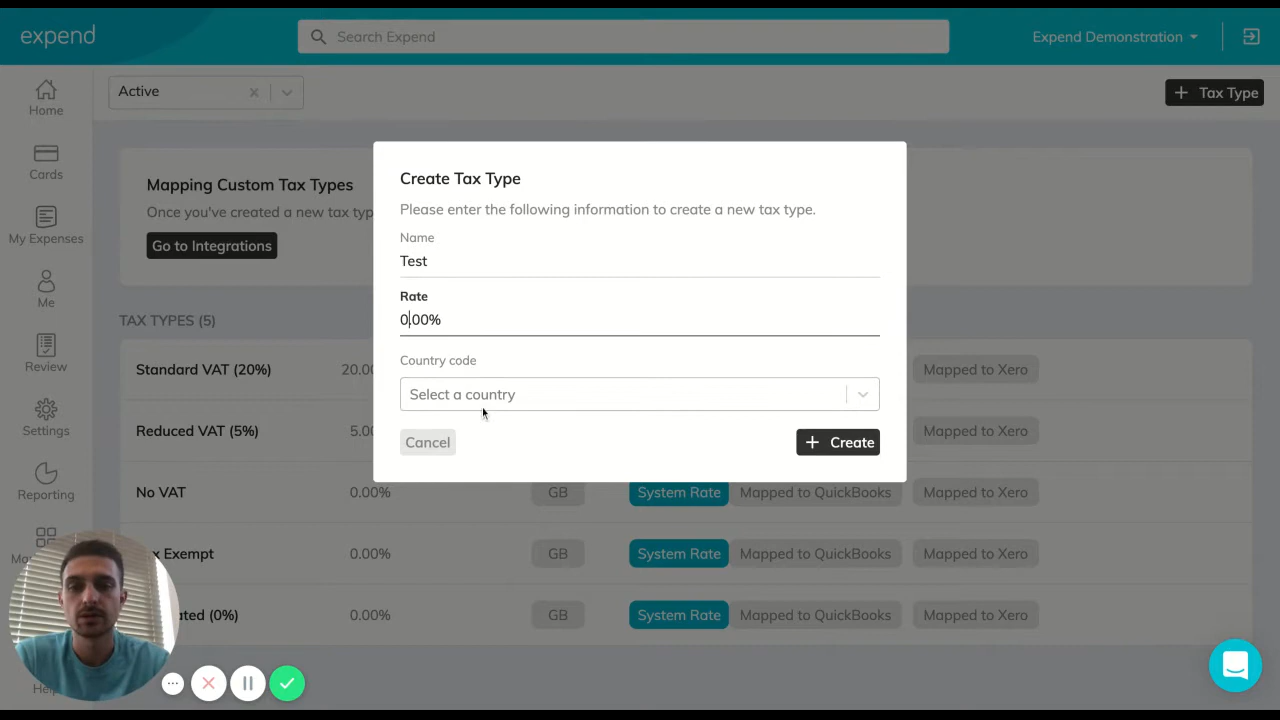 expend
Search Expend
Expend Demonstration
Home
Cards
My Expenses
Me
Review
Settings
Reporting
Active
+ Tax Type
Mapping Custom Tax Types
Once you've created a new tax typ
Go to Integrations
TAX TYPES (5)
Standard VAT (20%) 20.0 Mapped to Xero
Reduced VAT (5%) 5.0 Mapped to Xero
No VAT 0.00% GB System Rate Mapped to QuickBooks Mapped to Xero
Exempt 0.00% GB System Rate Mapped to QuickBooks Mapped to Xero
ated (0%) 0.00% GB System Rate Mapped to QuickBooks Mapped to Xero
Create Tax Type
Please enter the following information to create a new tax type.
Name
Test
Rate
0.00%
Country code
Select a country
Cancel
+ Create